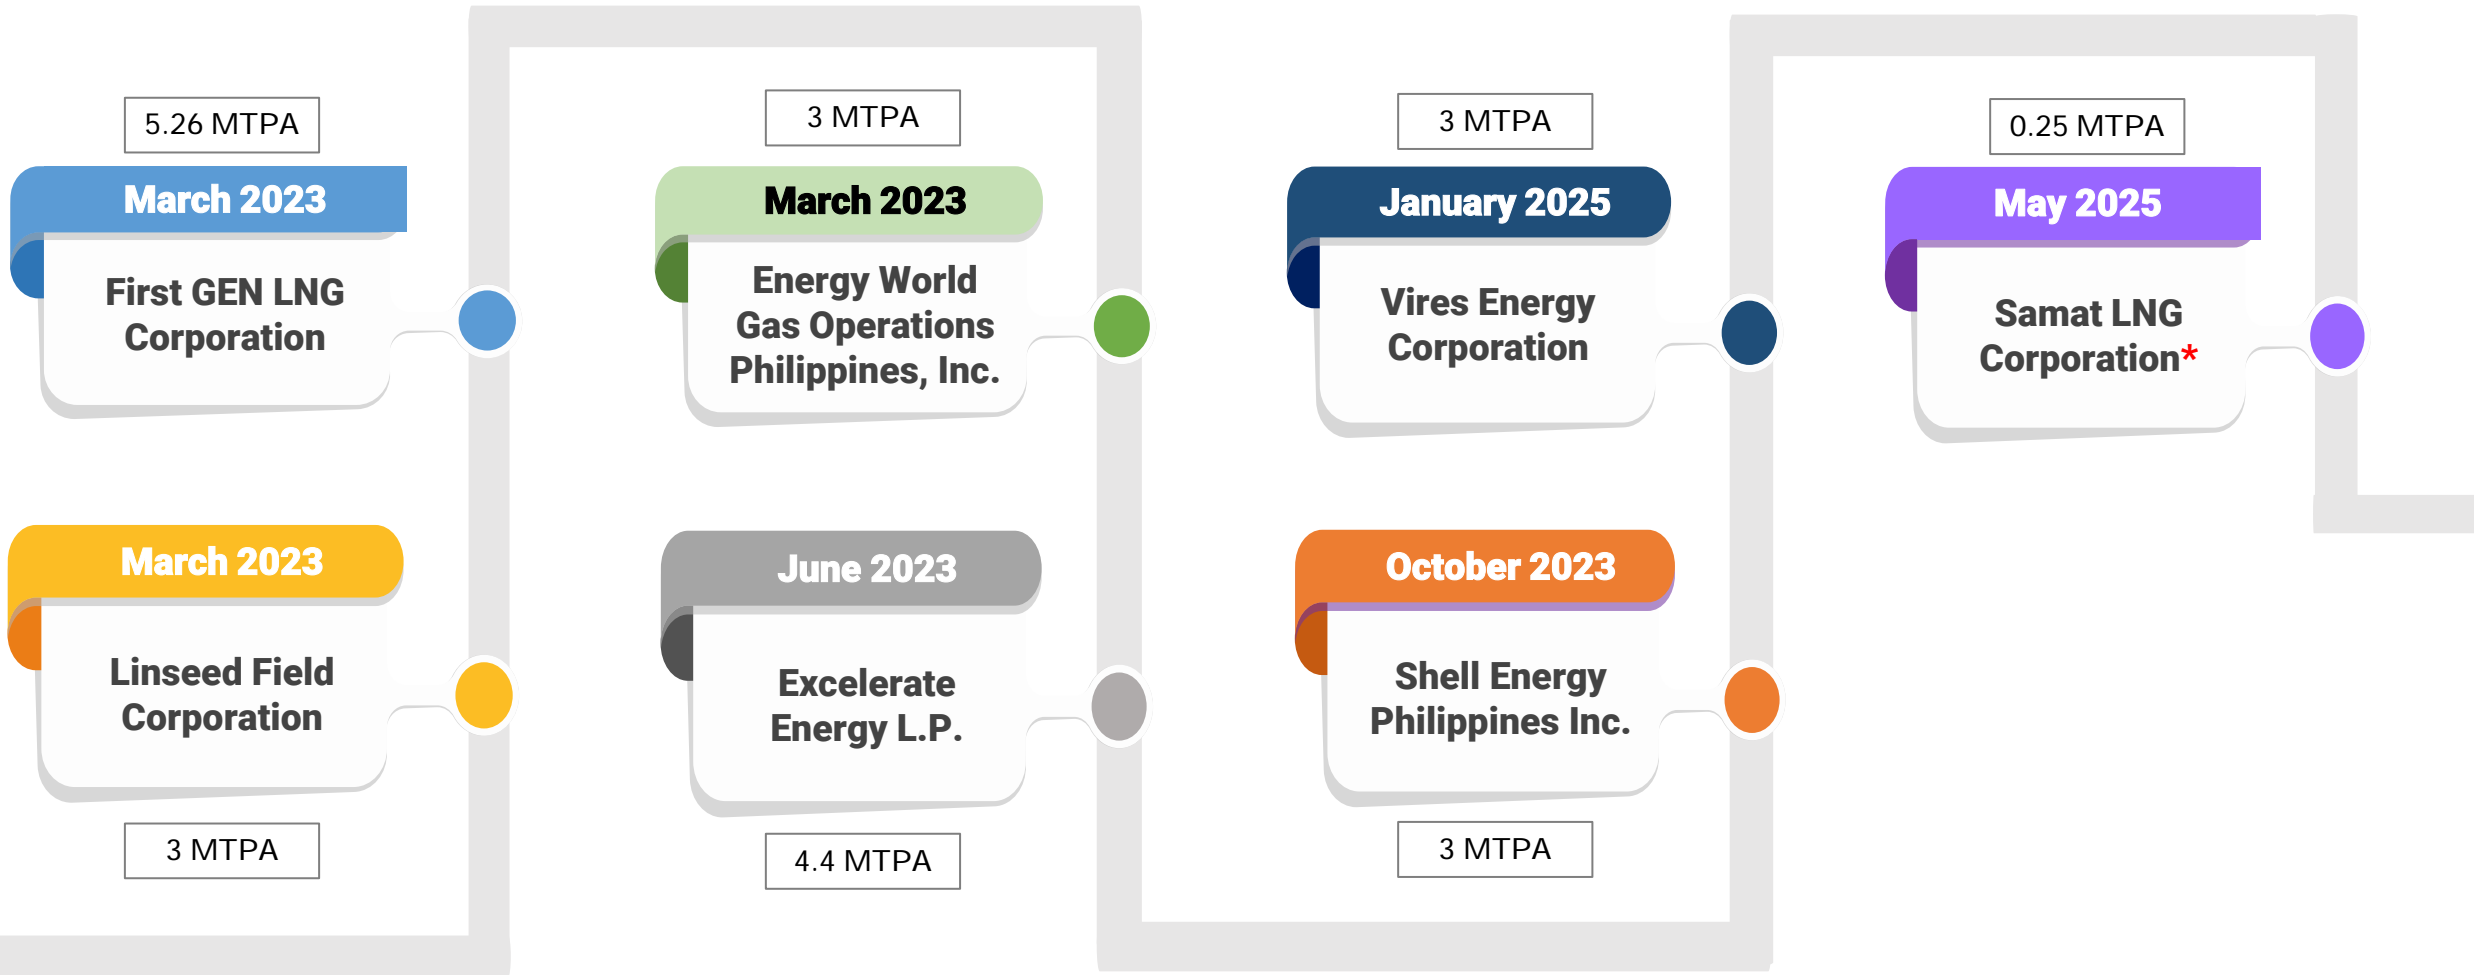 5.26 MTPA
March 2023
First GEN LNG
Corporation
March 2023
Linseed Field
Corporation
3 MTPA
3 MTPA
March 2023
Energy World
Gas Operations
Philippines, Inc.
June 2023
Excelerate
Energy L.P.
4.4 MTPA
3 MTPA
January 2025
Vires Energy
Corporation
October 2023
Shell Energy
Philippines Inc.
3 MTPA
0.25 MTPA
May 2025
Samat LNG
Corporation*